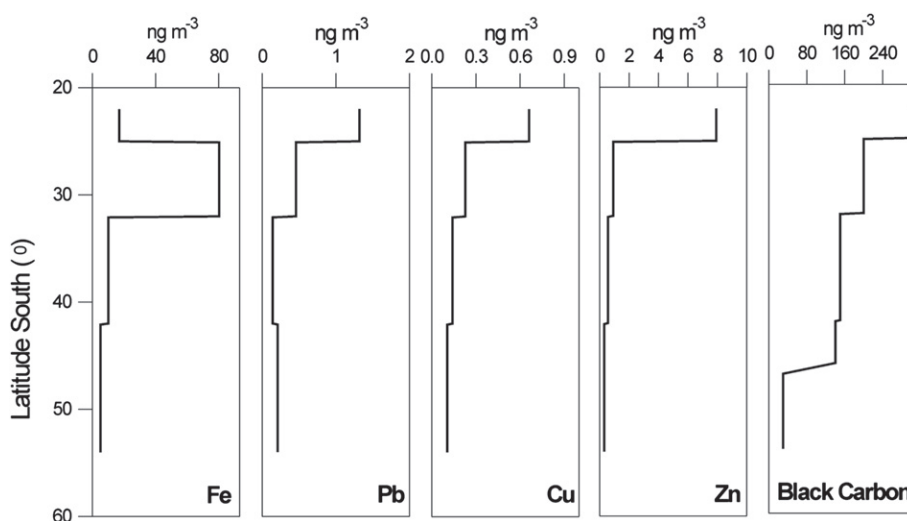 ng m-3 ng m-3 ng m-3 ng m-3 ng m-3
0 40 80 0 1 2 0.0 0.3 0.6 0.9 0 2 4 6 8 10 0 80 160 240
20
30
40
50
60
Latitude South ( 0 )
Fe Pb Cu Zn Black Carbon